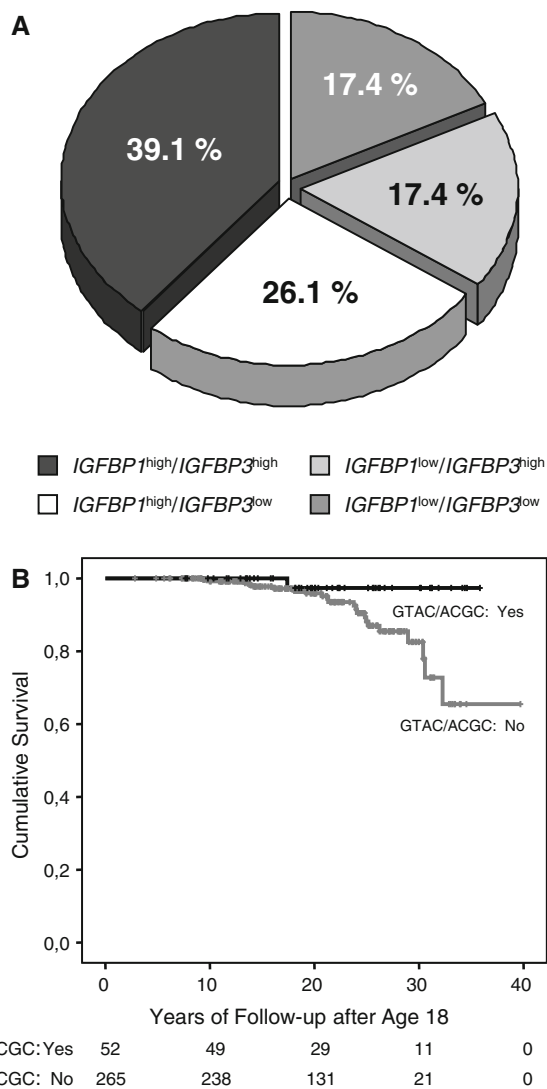 A
17.4 %
39.1 %
17.4 %
26.1 %
IGFBP1high/IGFBP3high
IGFBP1low/IGFBP3high
IGFBP1high/IGFBP3low
IGFBP1low/IGFBP3low
B
1,0
GTAC/ACGC: Yes
0,8
0,6
GTAC/ACGC: No
0,4
0,2
0,0
Cumulative Survival
0 10 20 30 40
Years of Follow-up after Age 18
CGC: Yes 52 49 29 11 0
CGC: No 265 238 131 21 0